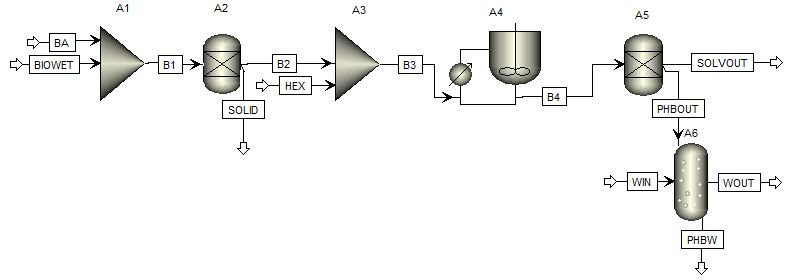 A1
A2
A3
A4
A5
BA
BIOWET
B1
B2
B3
SOLVOUT
HEX
B4
SOLID
PHBOUT
A6
WIN
WOUT
PHBW